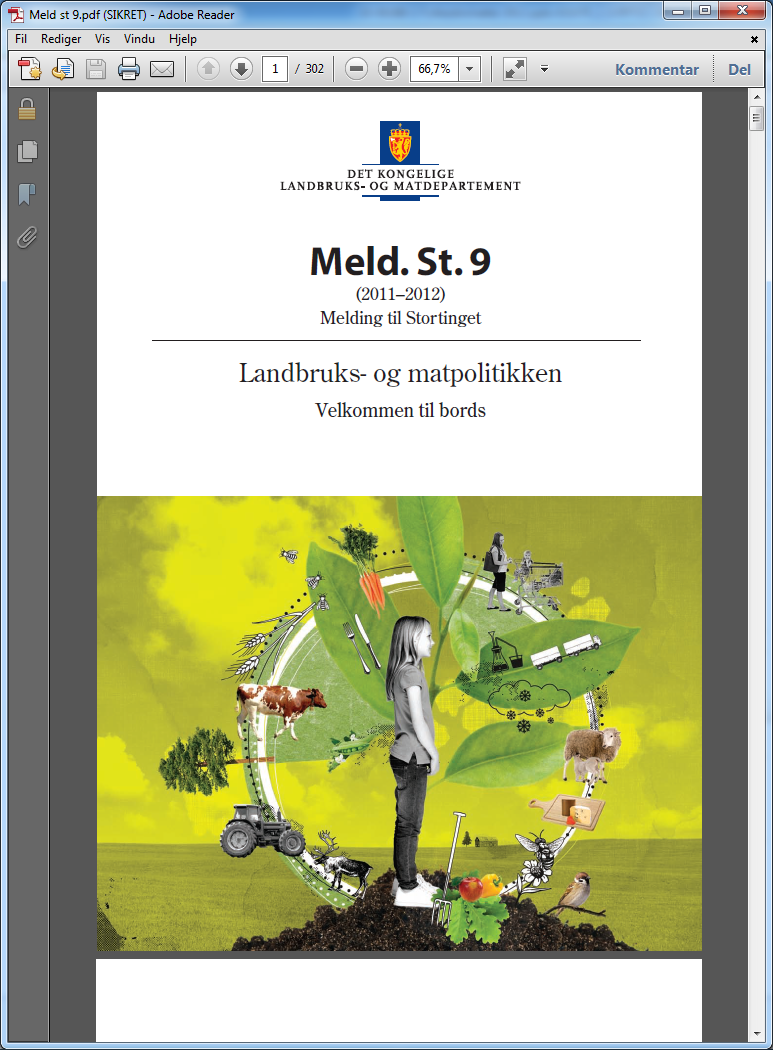 Meld st 9.pdf (SIKRET) - Adobe Reader
Fil Rediger Vis Vindu Hjelp
1 / 302 66,7% Kommentar Del
DET KONGELIGE
LANDBRUKS- OG MATDEPARTEMENT
Meld. St. 9
(2011–2012)
Melding til Stortinget
Landbruks- og matpolitikken
Velkommen til bords